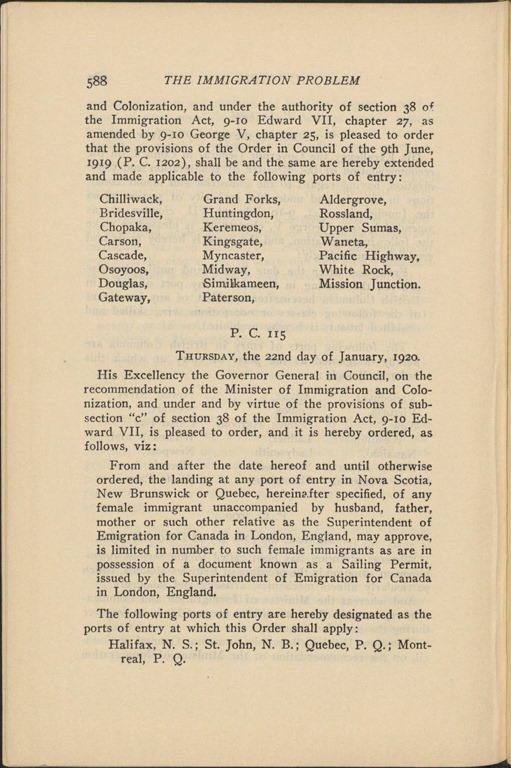 588 THE IMMIGRATION PROBLEM
and Colonization, and under the authority of section 38 of
the Immigration Act, 9-10 Edward VII, chapter 27, as
amended by 9-10 George V, chapter 25, is pleased to order
that the provisions of the Order in Council of the 9th June,
1919 (P. C. 1202), shall be and the same are hereby extended
and made applicable to the following ports of entry:
Chilliwack, Grand Forks, Aldergrove,
Bridesville, Huntingdon, Rossland,
Chopaka, Keremeos, Upper Sumas,
Carson, Kingsgate, Waneta,
Cascade, Myncaster, Pacific Highway,
Osoyoos, Midway, White Rock,
Douglas, Similkameen, Mission Junction.
Gateway, Paterson,
P. C. 115
THURSDAY, the 22nd day of January, 1920.
His Excellency the Governor General in Council, on the
recommendation of the Minister of Immigration and Colo-
nization, and under and by virtue of the provisions of sub-
section "c" of section 38 of the Immigration Act, 9-10 Ed-
ward VII, is pleased to order, and it is hereby ordered, as
follows, viz:
From and after the date hereof and until otherwise
ordered, the landing at any port of entry in Nova Scotia,
New Brunswick or Quebec, hereinafter specified, of any
female immigrant unaccompanied by husband, father,
mother or such other relative as the Superintendent of
Emigration for Canada in London, England, may approve,
is limited in number to such female immigrants as are in
possession of a document known as a Sailing Permit,
issued by the Superintendent of Emigration for Canada
in London, England.
The following ports of entry are hereby designated as the
ports of entry at which this Order shall apply:
Halifax, N. S.; St. John, N. B.; Quebec, P. Q.; Mont-
real, P. Q.